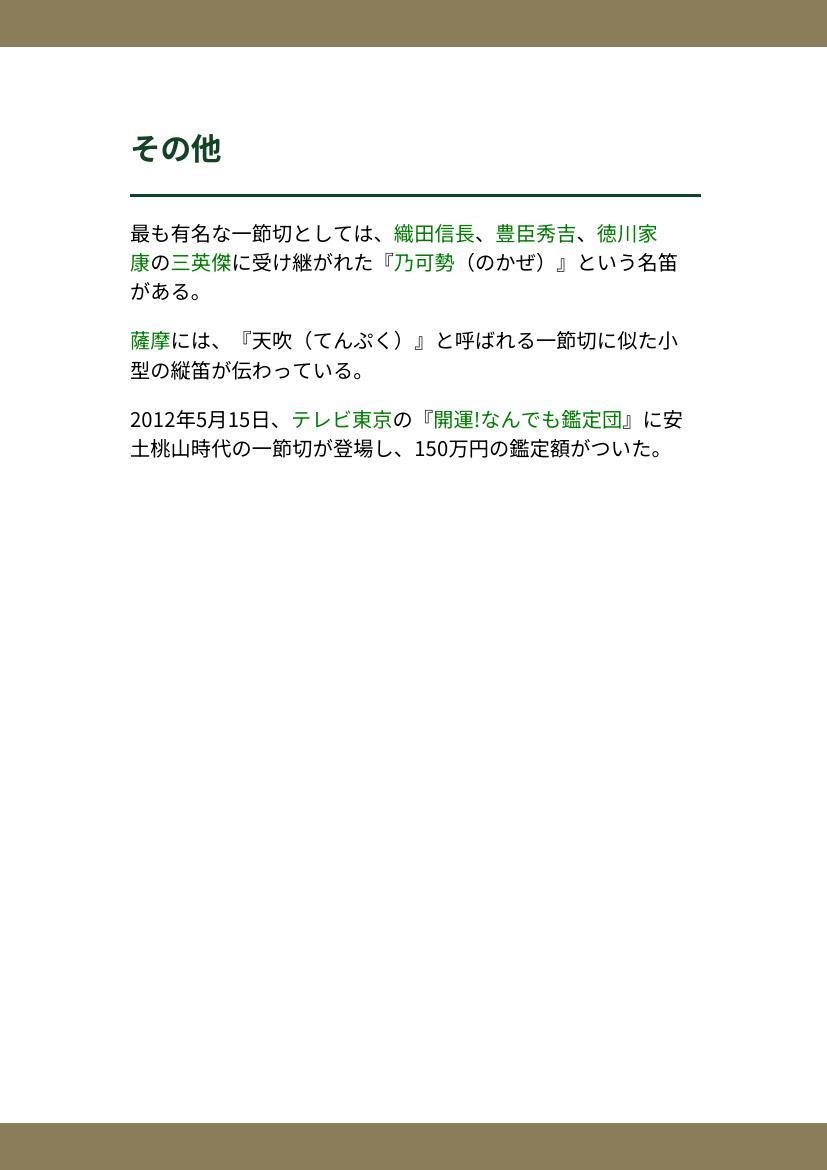 その他
最も有名な一節切としては、織田信長、豊臣秀吉、徳川家
康の三英傑に受け継がれた『乃可勢（のかぜ）』という名笛
がある。
薩摩には、『天吹（てんぷく）』と呼ばれる一節切に似た小
型の縦笛が伝わっている。
2012年5月15日、テレビ東京の『開運!なんでも鑑定団』に安
土桃山時代の一節切が登場し、150万円の鑑定額がついた。